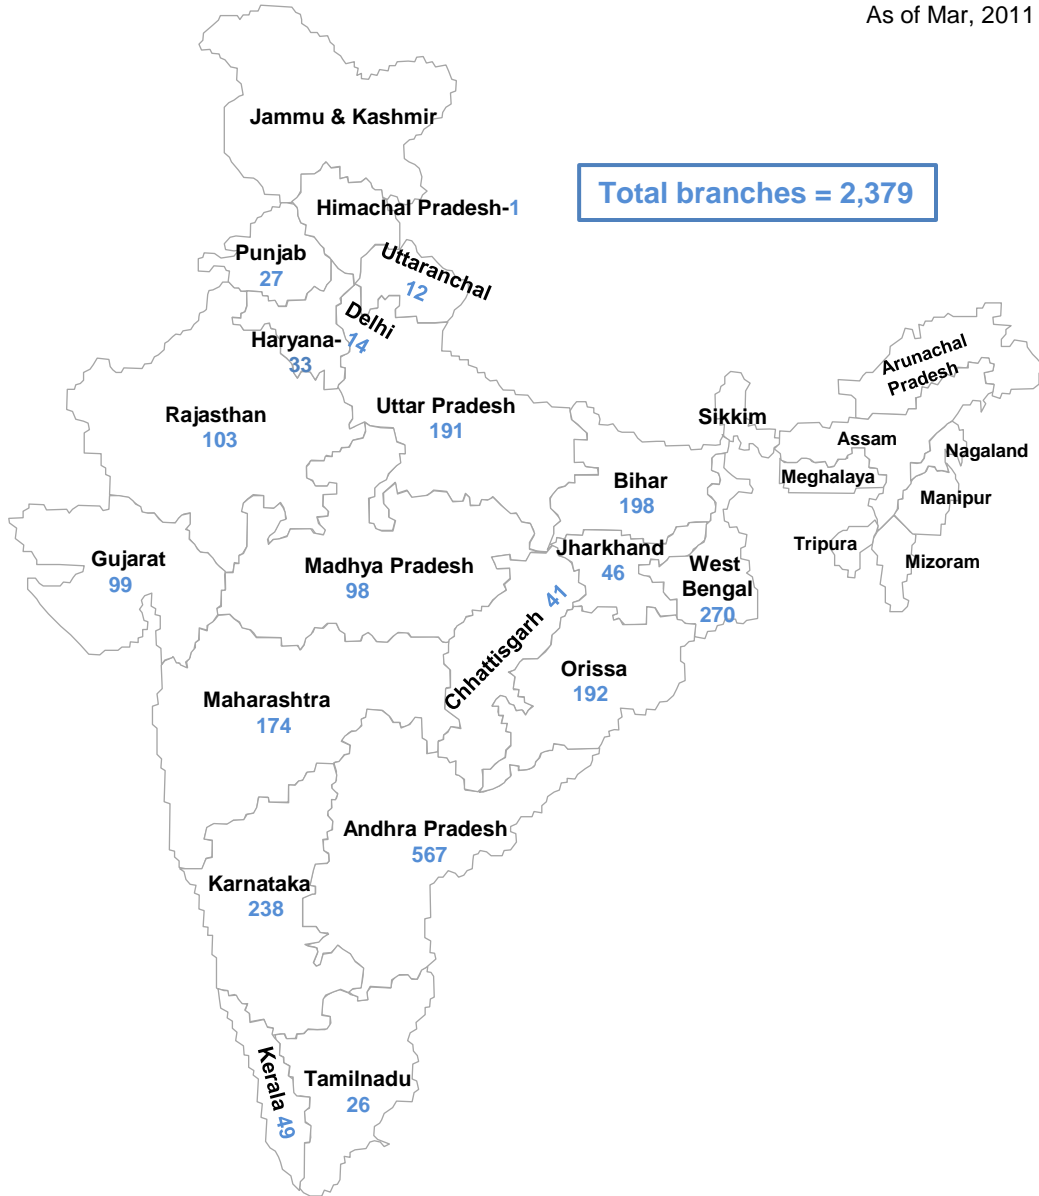 As of Mar, 2011
Jammu & Kashmir
Total branches = 2,379
Himachal Pradesh-1
Punjab
27
Uttaranchal
12
Delhi
14
Haryana-
33
Arunachal
Pradesh
Rajasthan
103
Uttar Pradesh
191
Sikkim
Assam
Nagaland
Meghalaya
Bihar
198
Manipur
Gujarat
99
Madhya Pradesh
98
Jharkhand
46
West
Bengal
270
Tripura
Mizoram
Chhattisgarh 41
Orissa
192
Maharashtra
174
Andhra Pradesh
567
Karnataka
238
Kerala 49
Tamilnadu
26